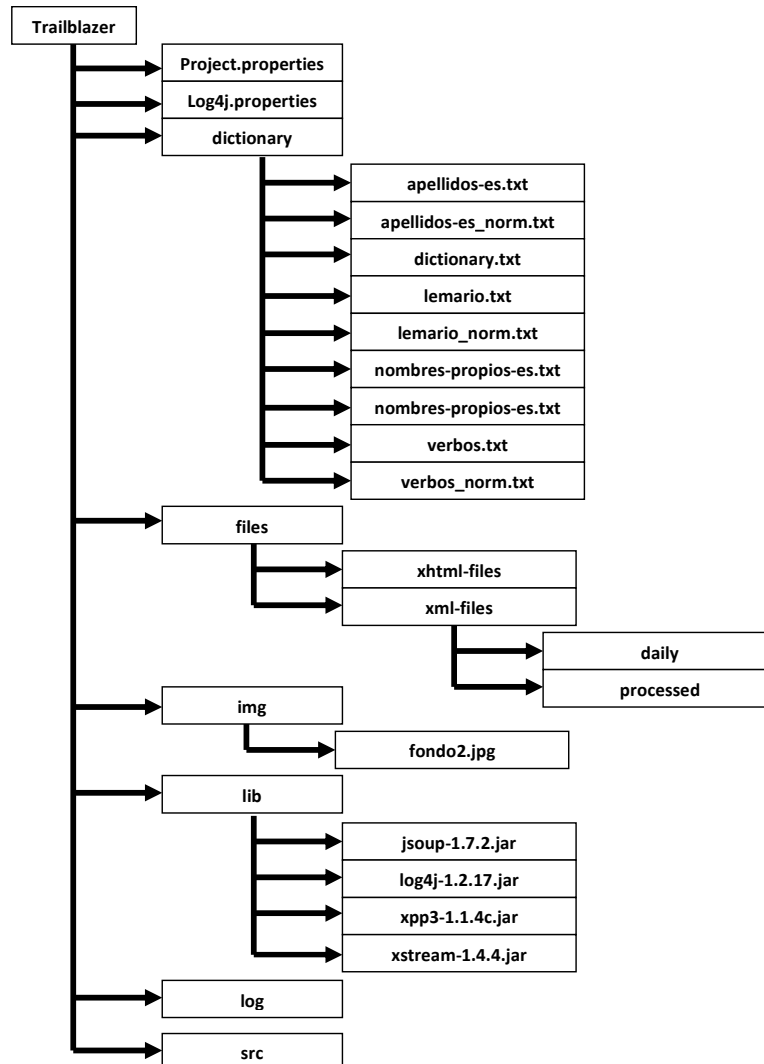 Trailblazer
Project.properties
Log4j.properties
dictionary
apellidos-es.txt
apellidos-es_norm.txt
dictionary.txt
lemario.txt
lemario_norm.txt
nombres-propios-es.txt
nombres-propios-es.txt
verbos.txt
verbos_norm.txt
files
xhtml-files
xml-files
daily
processed
img
fondo2.jpg
lib
jsoup-1.7.2.jar
log4j-1.2.17.jar
xpp3-1.1.4c.jar
xstream-1.4.4.jar
log
src